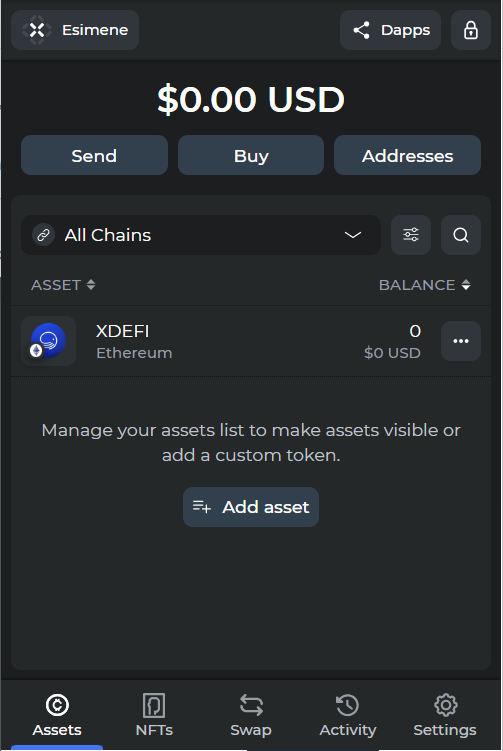 Esimene
Dapps
$0.00 USD
Send
Buy
Addresses
All Chains
ASSET
BALANCE
XDEFI
0
Ethereum
$0 USD
Manage your assets list to make assets visible or
add a custom token.
Add asset
Assets
NFTs
Swap
Activity
Settings